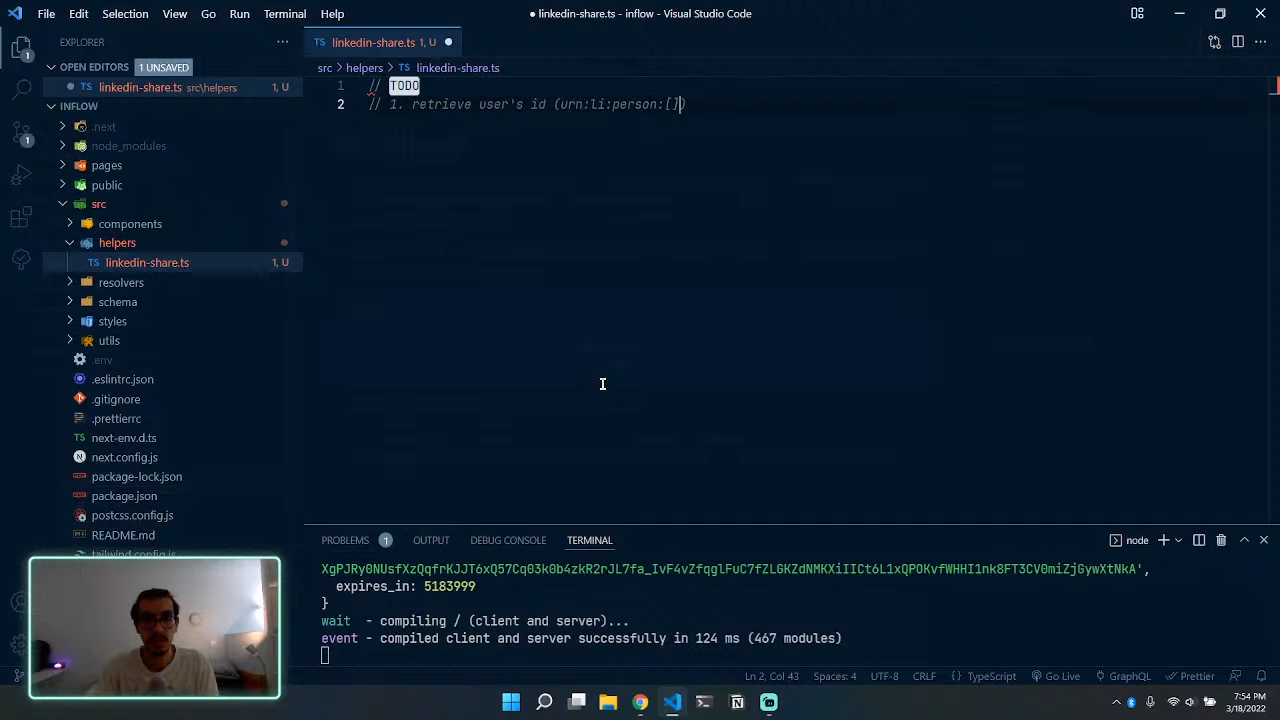 File Edit Selection View Go Run Terminal Help
● linkedin-share.ts - inflow - Visual Studio Code
EXPLORER
OPEN EDITORS 1 UNSAVED
linkedin-share.ts src\helpers 1, U
INFLOW
.next
node_modules
pages
public
src
components
helpers
linkedin-share.ts 1, U
resolvers
schema
styles
utils
.env
.eslintrc.json
.gitignore
.prettierrc
next-env.d.ts
next.config.js
package-lock.json
package.json
postcss.config.js
README.md
tailwind.config.js
linkedin-share.ts 1, U
src > helpers > linkedin-share.ts
1 // TODO
2 // 1. retrieve user's id (urn:li:person:[])
PROBLEMS 1 OUTPUT DEBUG CONSOLE TERMINAL
node
XgPJRy0NUsfXzQqfrKJJT6xQ57Cq03k0b4zkR2rJL7fa_IvF4vZfqglFuC7fZLGKZdNMKXiIICt6L1xQPOKvfWHHI1nk8FT3CV0miZjGywXtNkA',
expires_in: 5183999
}
wait - compiling / (client and server)...
event - compiled client and server successfully in 124 ms (467 modules)
Ln 2, Col 43 Spaces: 4 UTF-8 CRLF TypeScript Go Live GraphQL Prettier
7:54 PM
3/18/2022